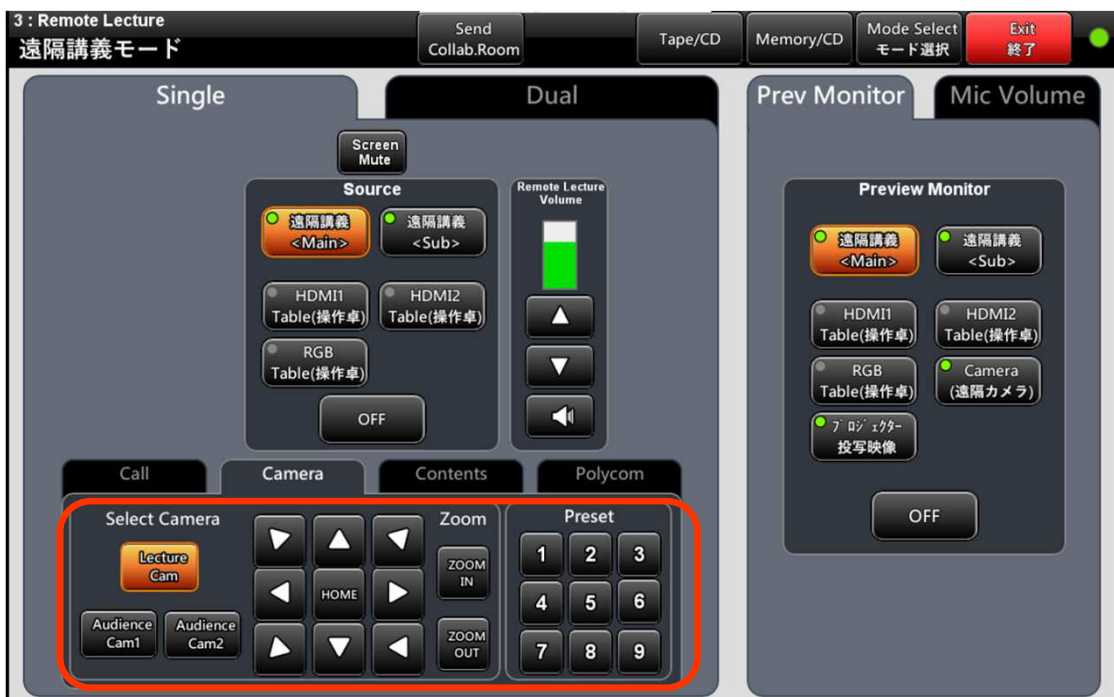 3 : Remote Lecture
遠隔講義モード
Send
Collab.Room
Tape/CD
Memory/CD
Mode Select
モード選択
Exit
終了
Single
Dual
Screen
Mute
Source
遠隔講義
<Main>
遠隔講義
<Sub>
HDMI1
Table(操作卓)
HDMI2
Table(操作卓)
RGB
Table(操作卓)
OFF
Remote Lecture
Volume
Call
Camera
Contents
Polycom
Select Camera
Lecture
Cam
Audience
Cam1
Audience
Cam2
HOME
Zoom
ZOOM
IN
ZOOM
OUT
Preset
1 2 3
4 5 6
7 8 9
Prev Monitor
Mic Volume
Preview Monitor
遠隔講義
<Main>
遠隔講義
<Sub>
HDMI1
Table(操作卓)
HDMI2
Table(操作卓)
RGB
Table(操作卓)
Camera
(遠隔カメラ)
プロジェクター
投写映像
OFF